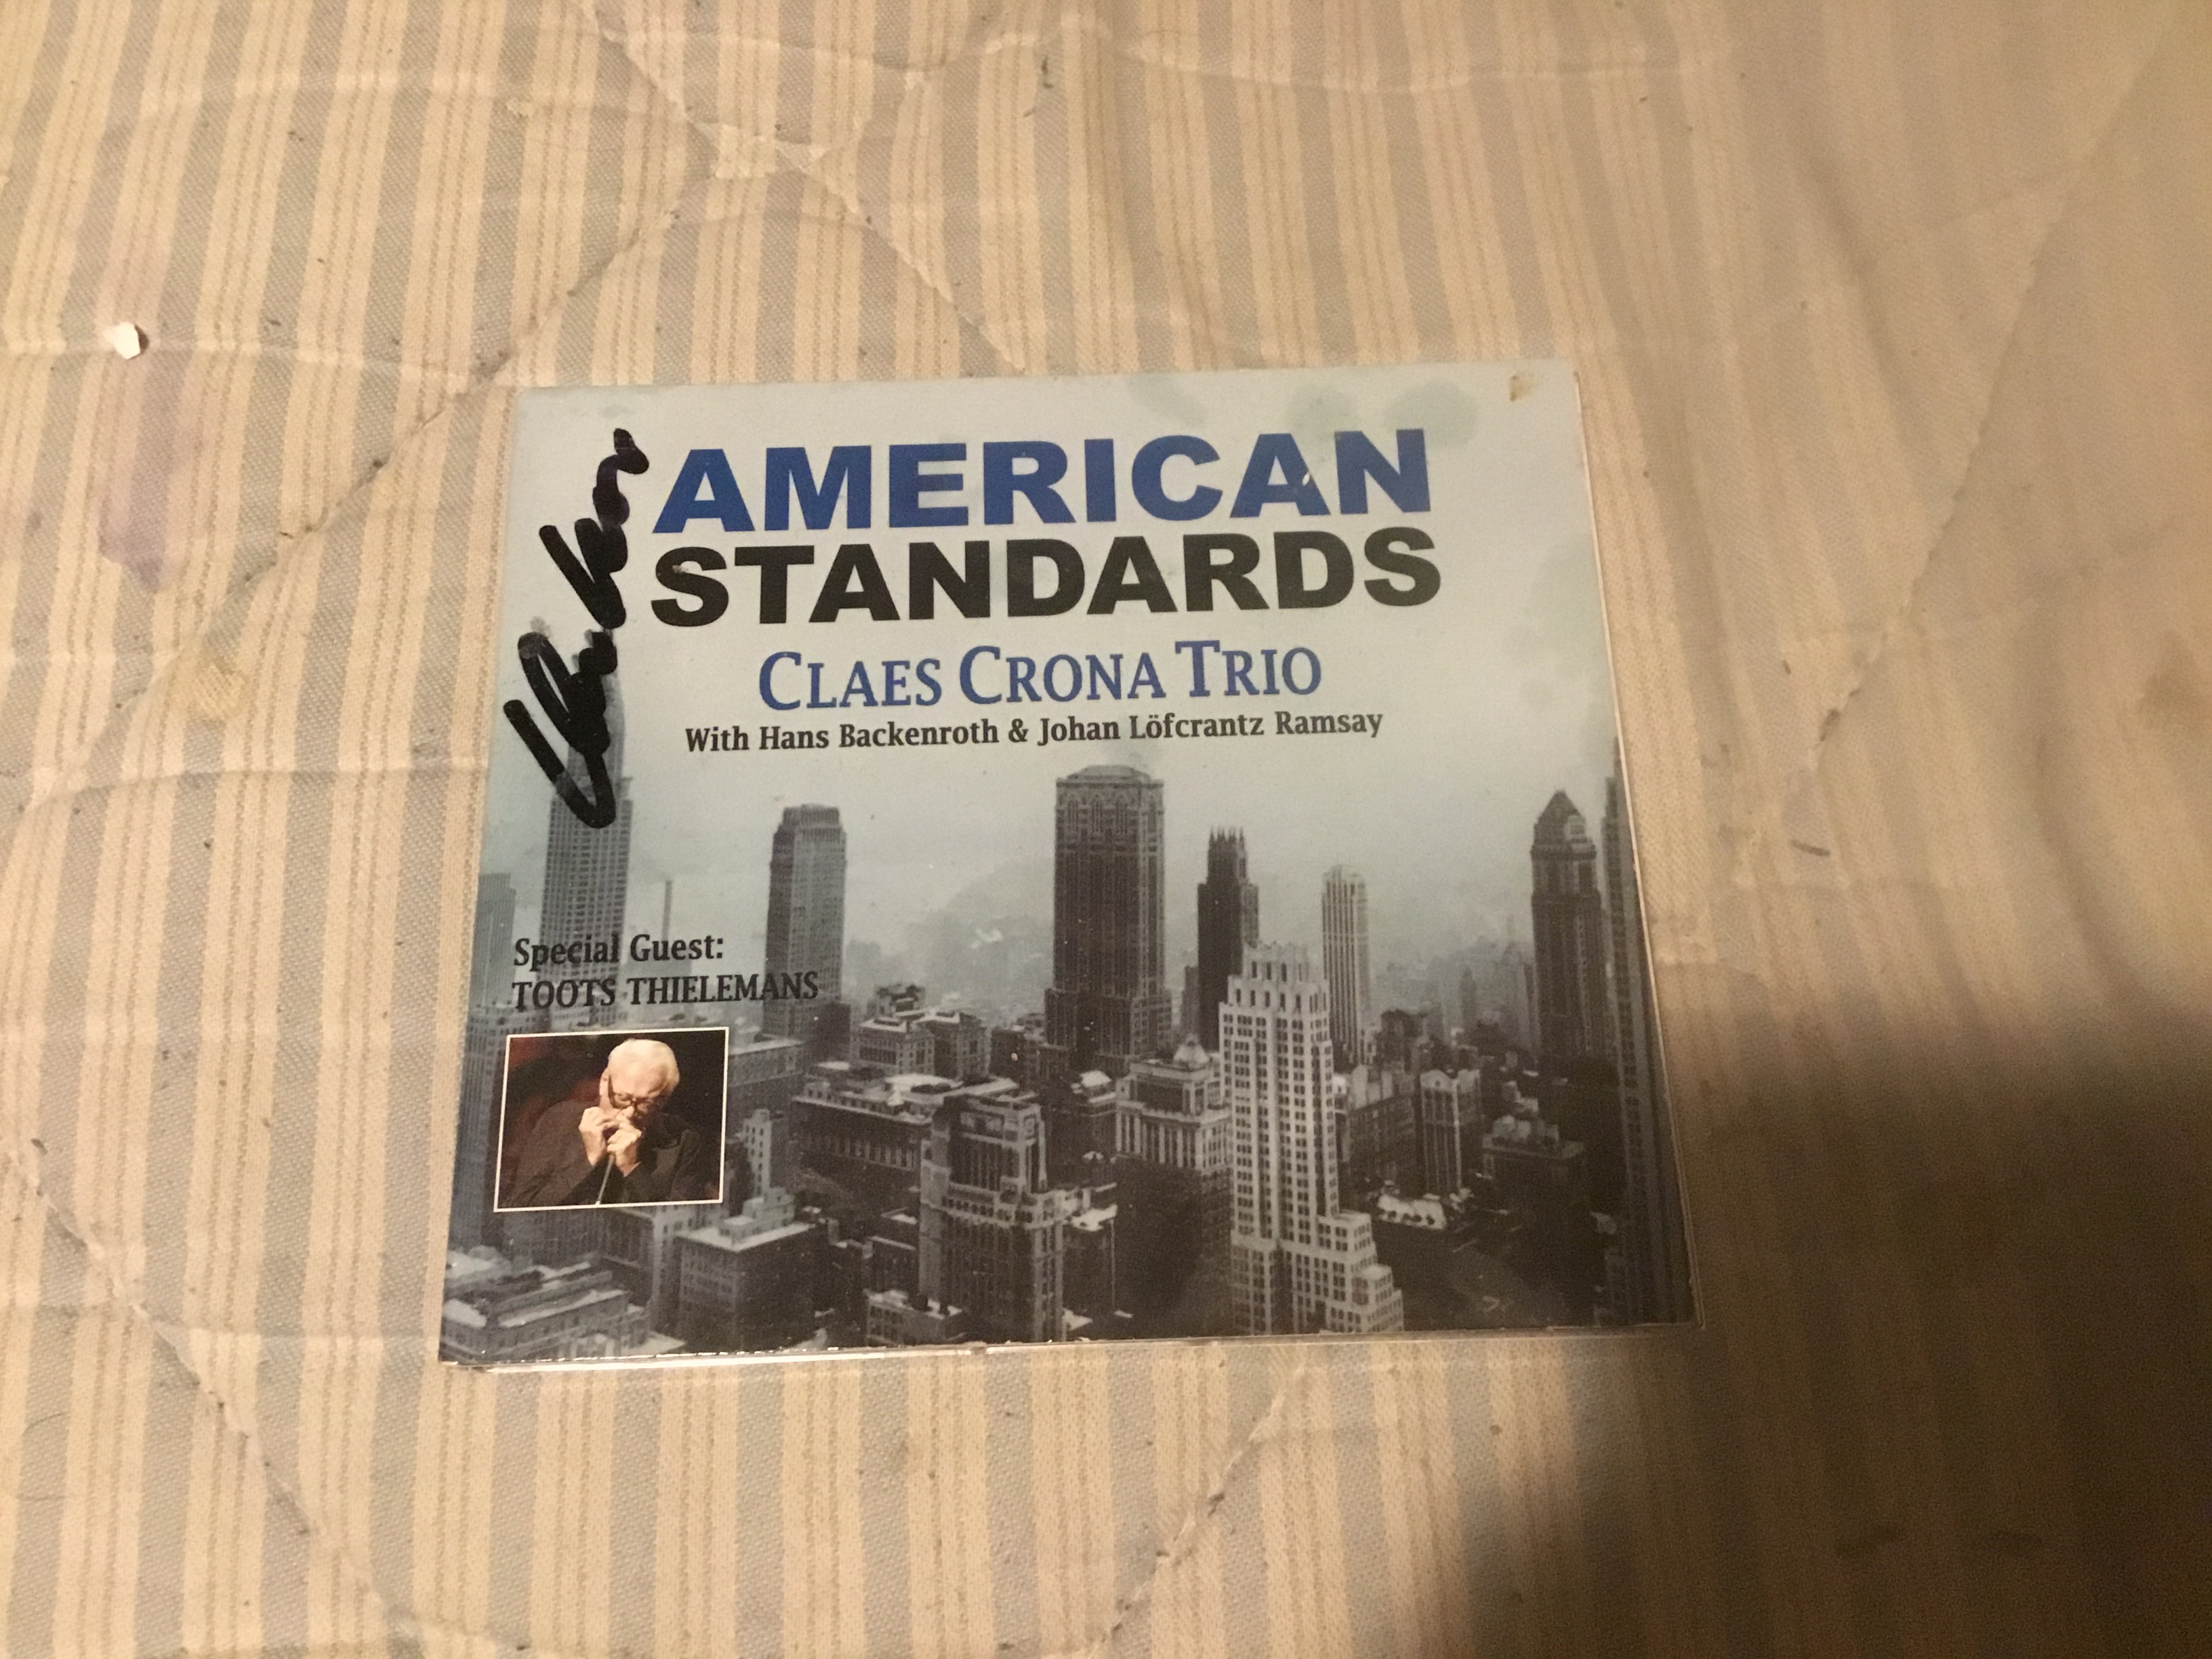 AMERICAN
STANDARDS
CLAES CRONA TRIO
With Hans Backenroth & Johan Löfcrantz Ramsay
Special Guest:
TOOTS THIELEMANS